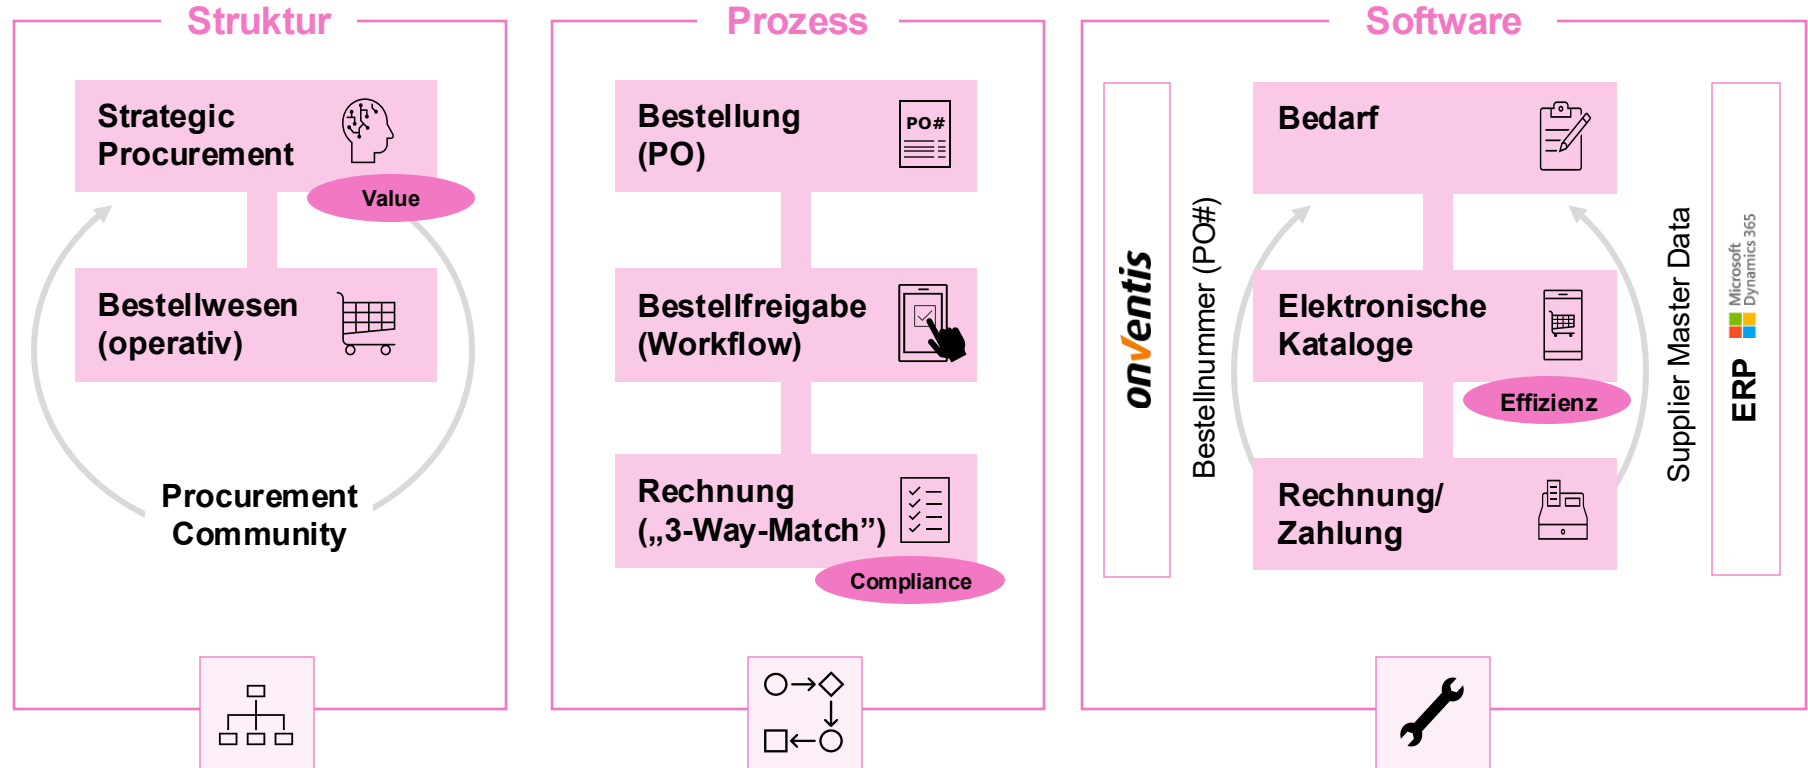 Struktur
Strategic
Procurement
Value
Bestellwesen
(operativ)
Procurement
Community
Prozess
Bestellung
(PO)
PO#
Bestellfreigabe
(Workflow)
Rechnung
(„3-Way-Match”)
Compliance
Software
onventis
Bestellnummer (PO#)
Bedarf
Elektronische
Kataloge
Effizienz
Rechnung/
Zahlung
Supplier Master Data
ERP
Microsoft
Dynamics 365